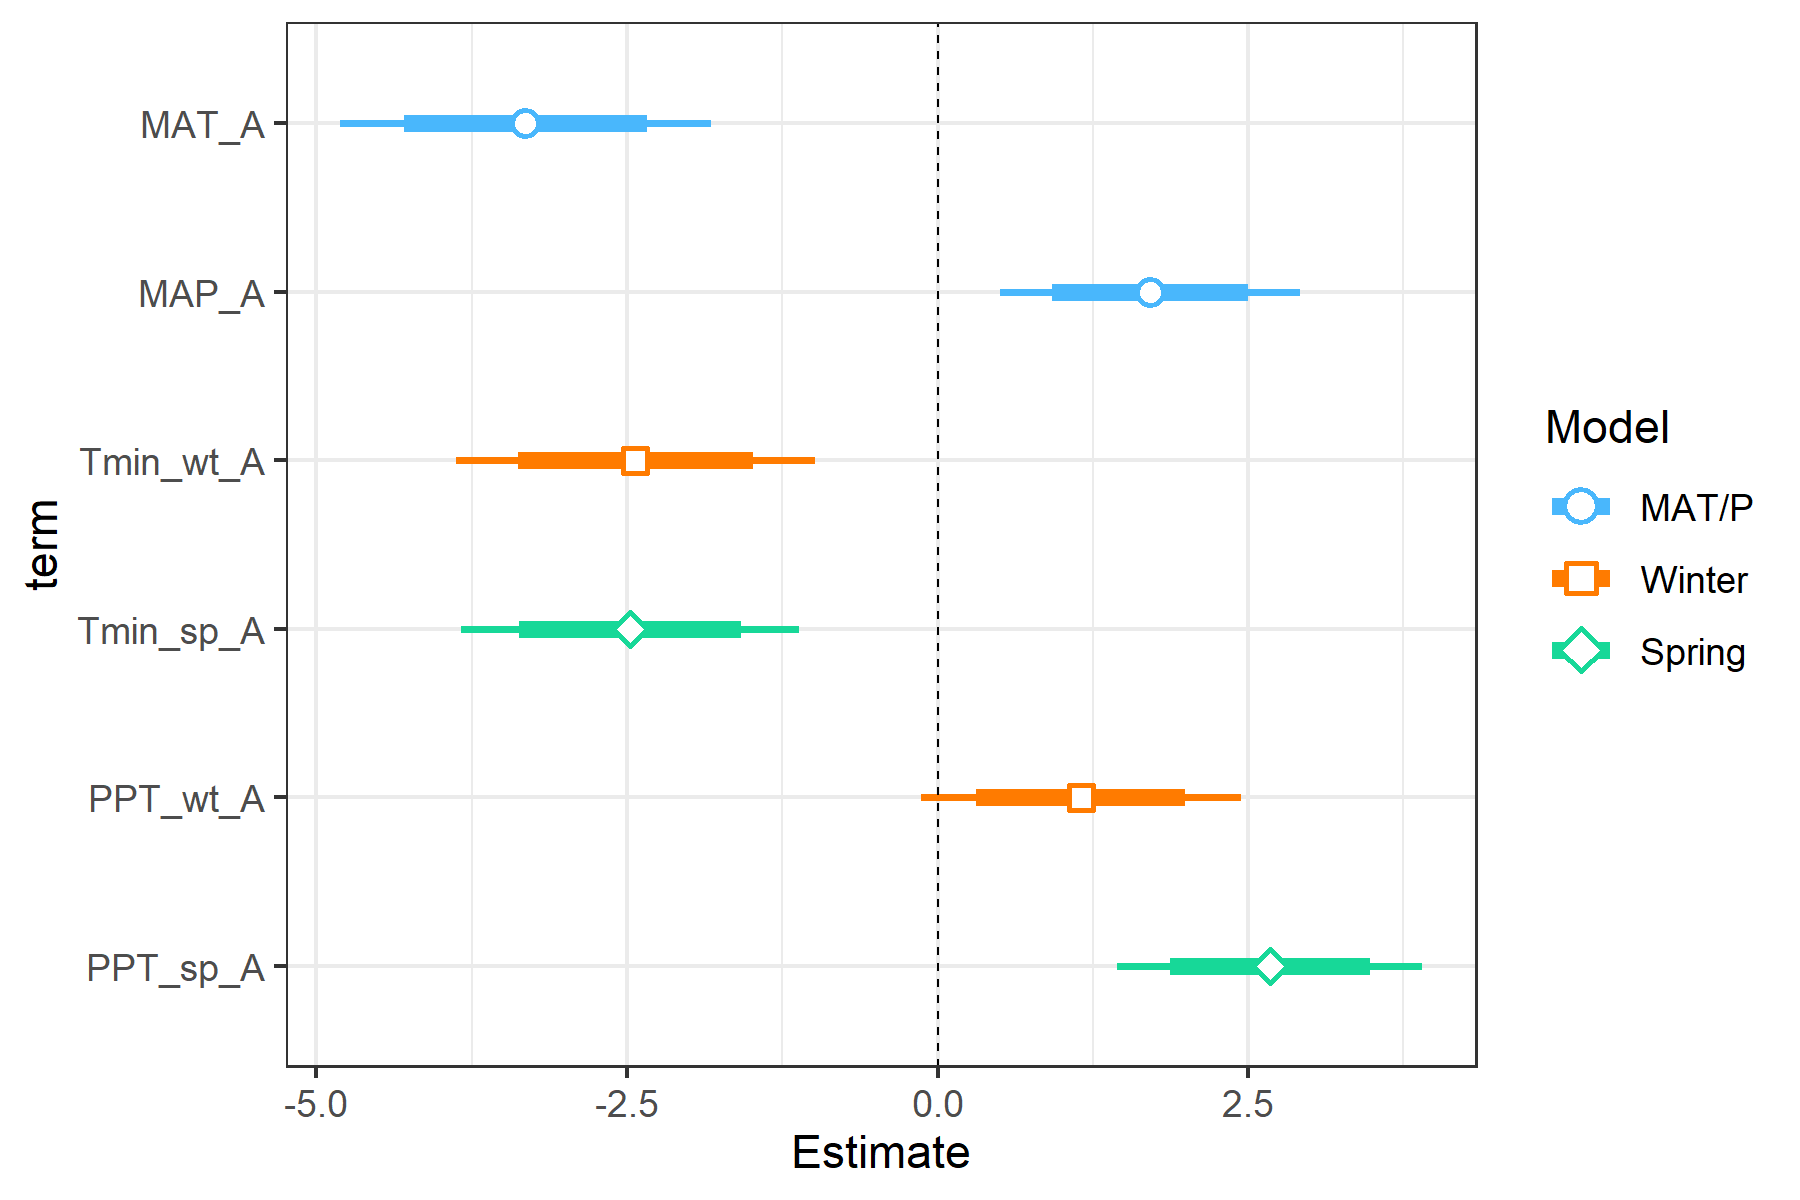 term
MAT_A
MAP_A
Tmin_wt_A
Tmin_sp_A
PPT_wt_A
PPT_sp_A
-5.0 -2.5 0.0 2.5
Estimate
Model
MAT/P
Winter
Spring